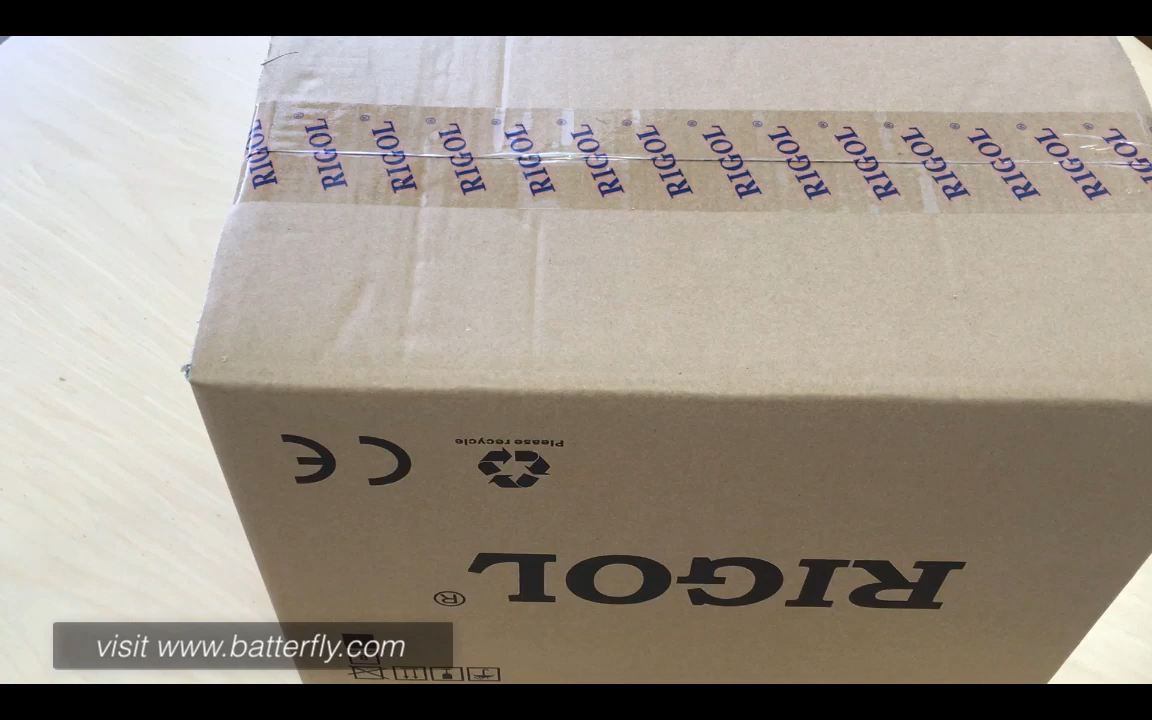 RIGOL® RIGOL® RIGOL® RIGOL® RIGOL® RIGOL® RIGOL® RIGOL® RIGOL® RIGOL® RIGOL® RIGOL® RIGOL®
CE
Please recycle
RIGOL®
visit www.batterfly.com